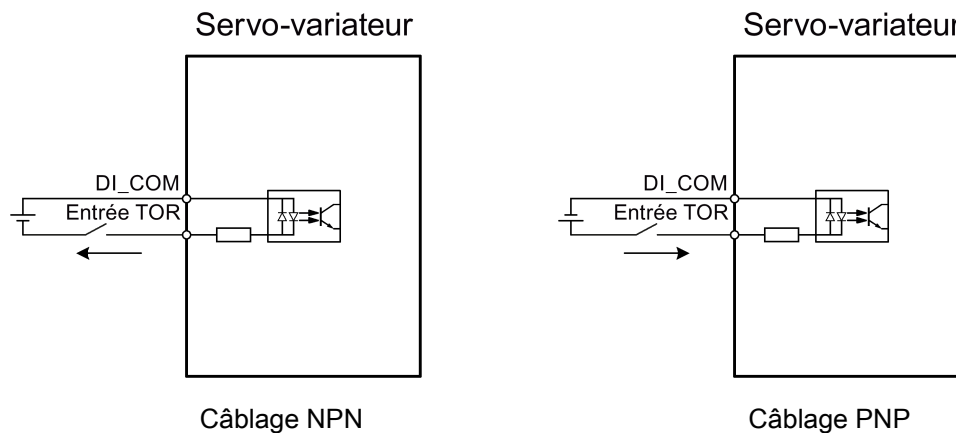 Servo-variateur
DI_COM
Entrée TOR
Câblage NPN
Servo-variateur
DI_COM
Entrée TOR
Câblage PNP